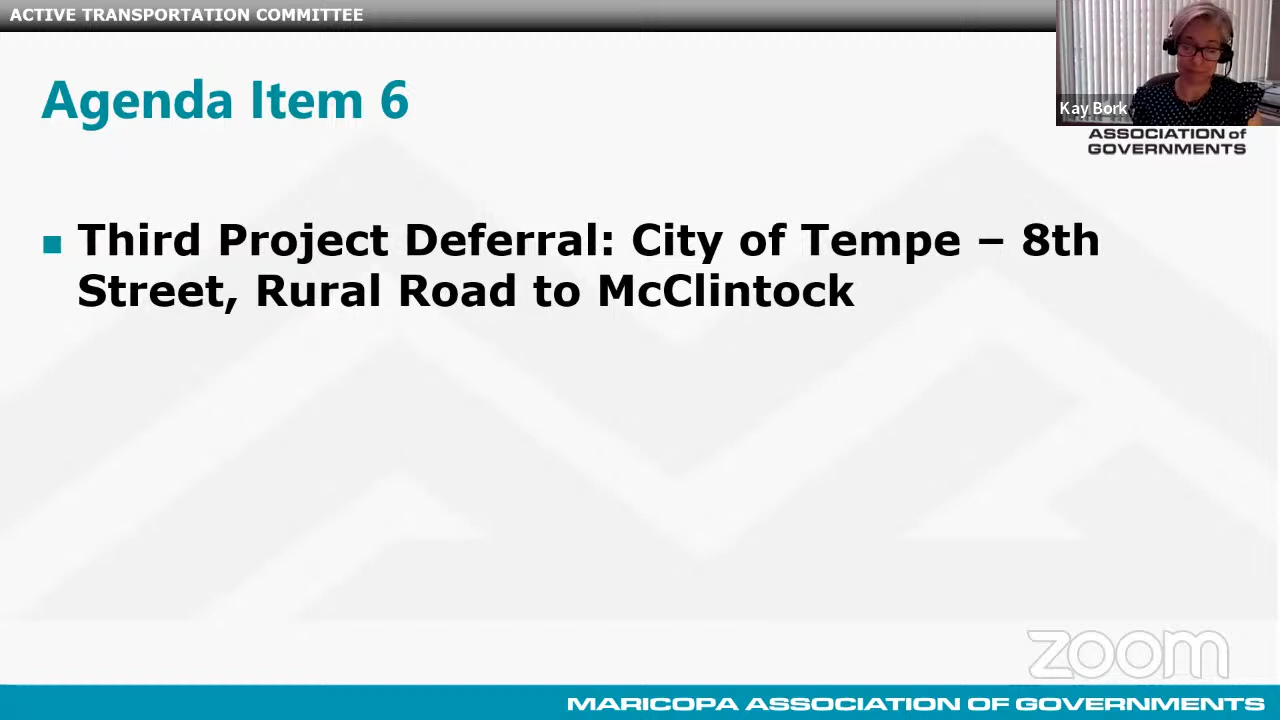 ACTIVE TRANSPORTATION COMMITTEE
Agenda Item 6
Kay Bork
ASSOCIATION of
GOVERNMENTS
Third Project Deferral: City of Tempe – 8th
Street, Rural Road to McClintock
zoom
MARICOPA ASSOCIATION OF GOVERNMENTS